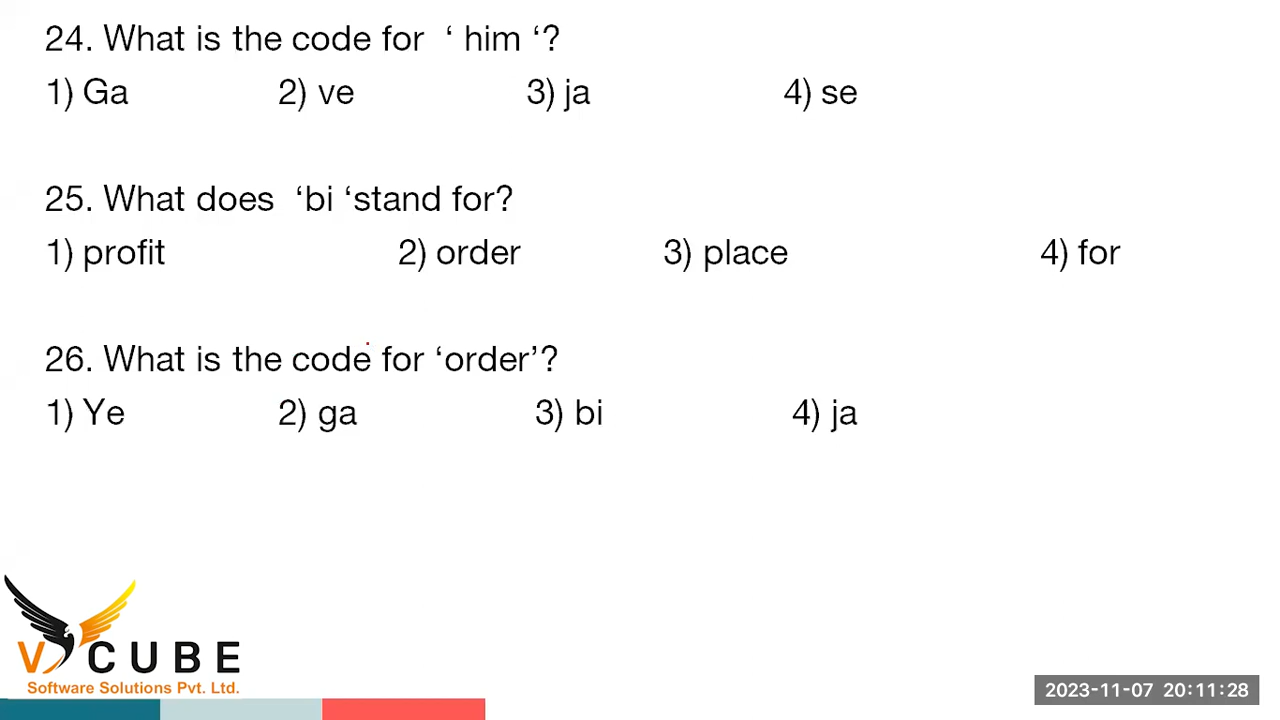 24. What is the code for ‘ him ‘?
1) Ga 2) ve 3) ja 4) se
25. What does ‘bi ‘stand for?
1) profit 2) order 3) place 4) for
26. What is the code for ‘order’?
1) Ye 2) ga 3) bi 4) ja
V CUBE
Software Solutions Pvt. Ltd.
2023-11-07 20:11:28